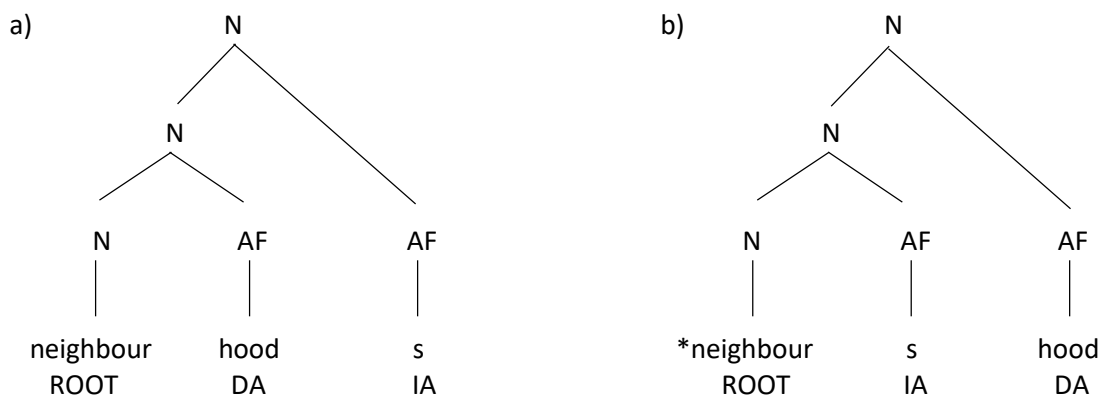 a) N b) N
N N
N AF AF N AF AF
neighbour hood s *neighbour s hood
ROOT DA IA ROOT IA DA